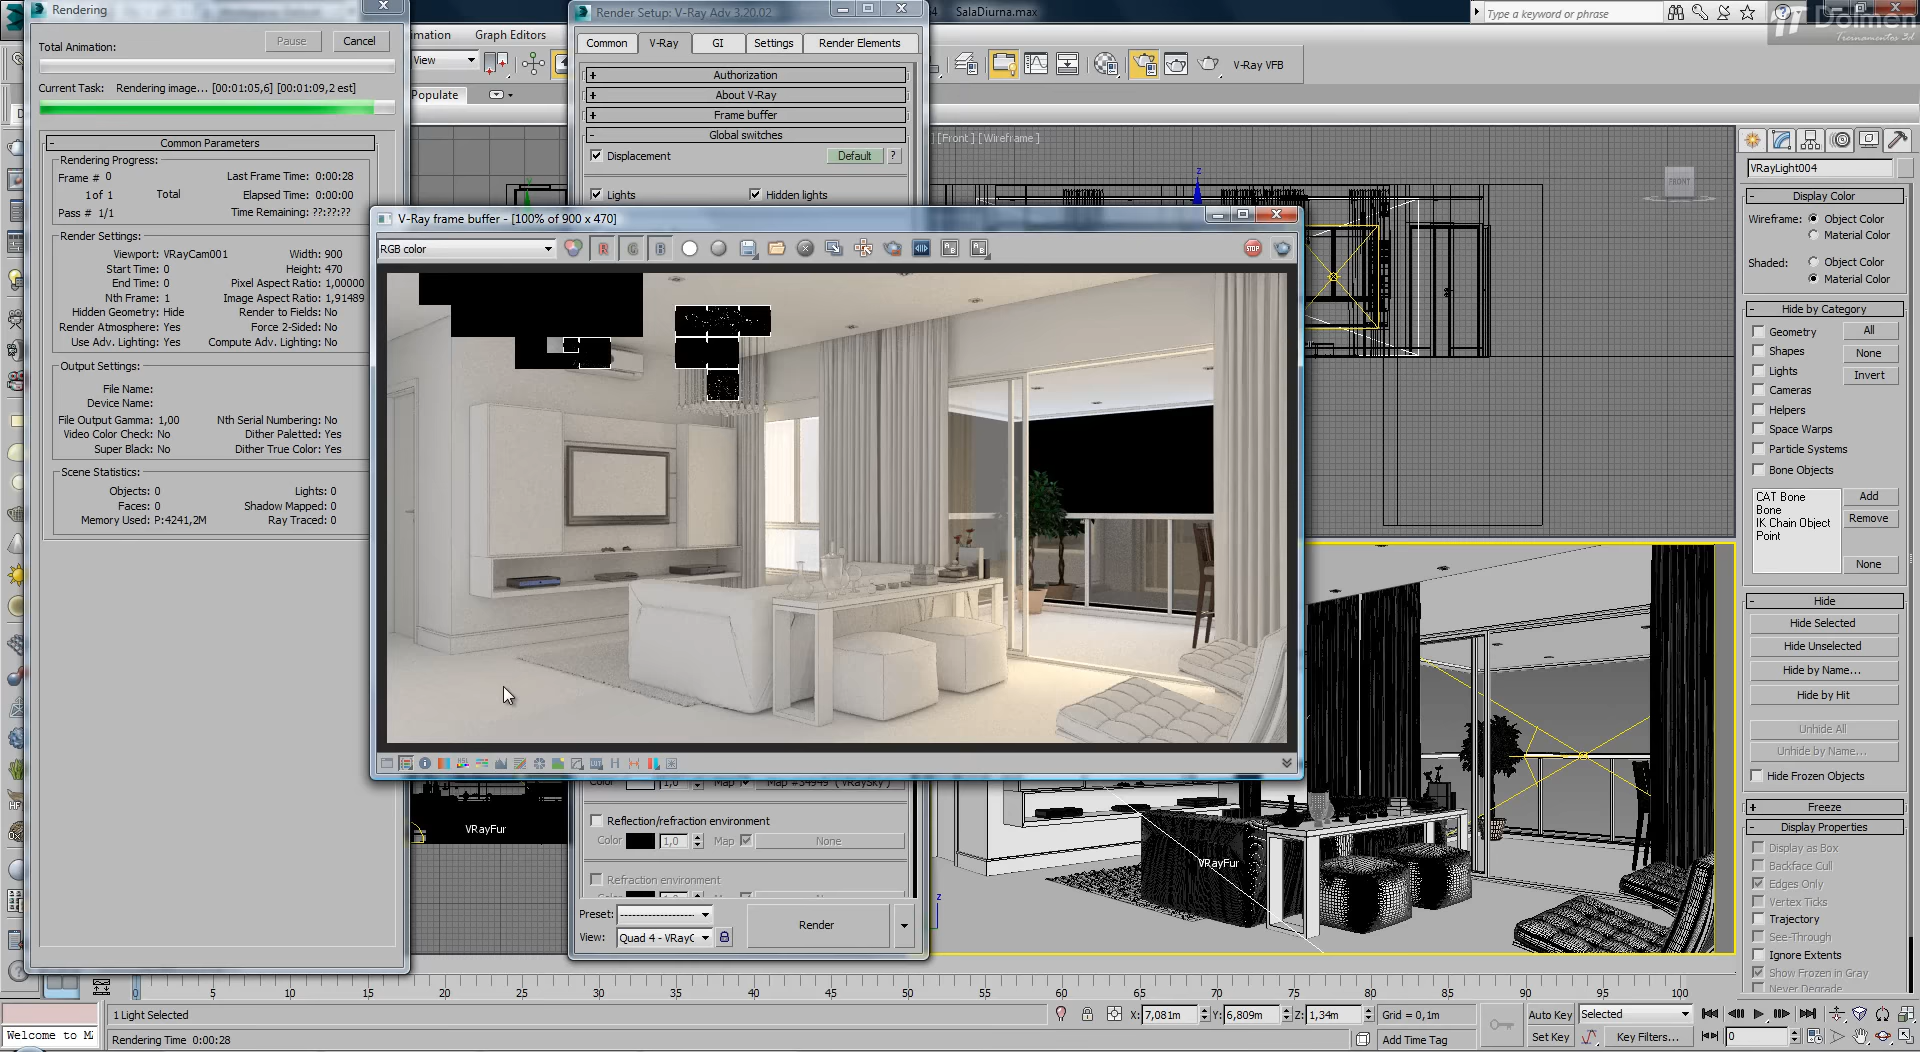 Rendering
Total Animation:
Pause
Cancel
Current Task:
Rendering image... [00:01:05,6] [00:01:09,2 est]
- Common Parameters
Rendering Progress:
Frame # 0
Last Frame Time: 0:00:28
1 of 1
Total
Elapsed Time: 0:00:00
Pass # 1/1
Time Remaining: ??:??:??
Render Settings:
Viewport: VRayCam001
Width: 900
Start Time: 0
Height: 470
End Time: 0
Pixel Aspect Ratio: 1,00000
Nth Frame: 1
Image Aspect Ratio: 1,91489
Hidden Geometry: Hide
Render to Fields: No
Render Atmosphere: Yes
Force 2-Sided: No
Use Adv. Lighting: Yes
Compute Adv. Lighting: No
Output Settings:
File Name:
Device Name:
File Output Gamma: 1,00
Nth Serial Numbering: No
Video Color Check: No
Dither Paletted: Yes
Super Black: No
Dither True Color: Yes
Scene Statistics:
Objects: 0
Lights: 0
Faces: 0
Shadow Mapped: 0
Memory Used: P:4241,2M
Ray Traced: 0
mation
Graph Editors
View
Populate
Render Setup: V-Ray Adv 3.20.02
Common
V-Ray
GI
Settings
Render Elements
+ Authorization
+ About V-Ray
+ Frame buffer
- Global switches
Displacement
Default
?
Lights
Hidden lights
SalaDiurna.max
Type a keyword or phrase
Dolmen
Treinamentos 3d
V-Ray VFB
[Front ] [Wireframe ]
z
FRONT
V-Ray frame buffer - [100% of 900 x 470]
RGB color
R
G
B
STOP
Color
1,0
Map
Map #34949 (VRaySky)
Reflection/refraction environment
Color
1,0
Map
None
Refraction environment
Preset:
View:
Quad 4 - VRayC
Render
VRayFur
VRayFur
z
VRayLight004
- Display Color
Wireframe:
Object Color
Material Color
Shaded:
Object Color
Material Color
- Hide by Category
Geometry
All
Shapes
None
Lights
Invert
Cameras
Helpers
Space Warps
Particle Systems
Bone Objects
CAT Bone
Bone
IK Chain Object
Point
Add
Remove
None
- Hide
Hide Selected
Hide Unselected
Hide by Name...
Hide by Hit
Unhide All
Unhide by Name...
Hide Frozen Objects
+ Freeze
- Display Properties
Display as Box
Backface Cull
Edges Only
Vertex Ticks
Trajectory
See-Through
Ignore Extents
Show Frozen in Gray
Never Degrade
0 5 10 15 20 25 30 35 40 45 50 55 60 65 70 75 80 85 90 95 100
1 Light Selected
X: 7,081m
Y: 6,809m
Z: 1,34m
Grid = 0,1m
Auto Key
Selected
Welcome to M
Rendering Time 0:00:28
Add Time Tag
Set Key
Key Filters...
0